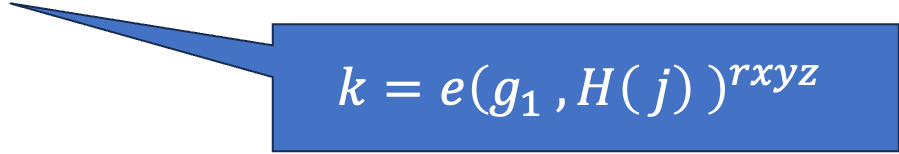 k = e(g₁ , H( j) )ʳˣʸᶻ